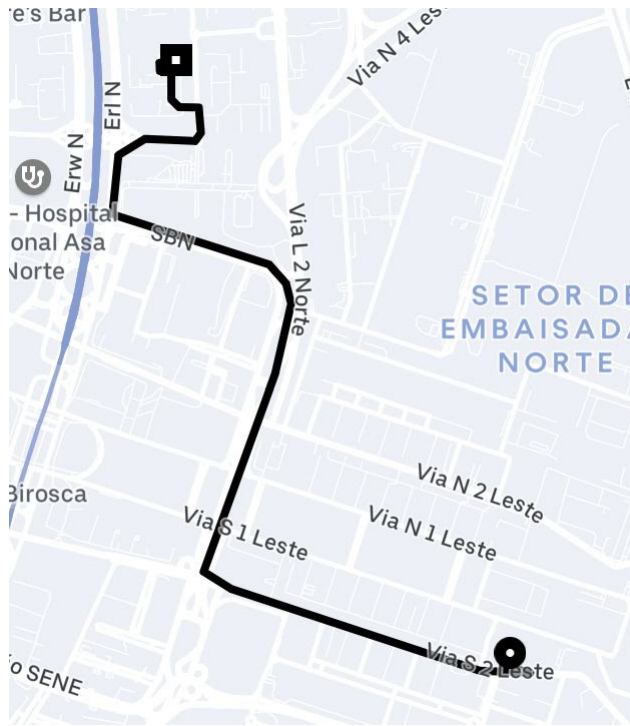 e's Bar
Via N 4 Les
Erl N
Erw N
- Hospital
onal Asa
Norte
SBN
Via L 2 Norte
SETOR DE
EMBAISADA
NORTE
Birosca
Via N 2 Leste
Via S 1 Leste
Via N 1 Leste
Via S 2 Leste
o SENE